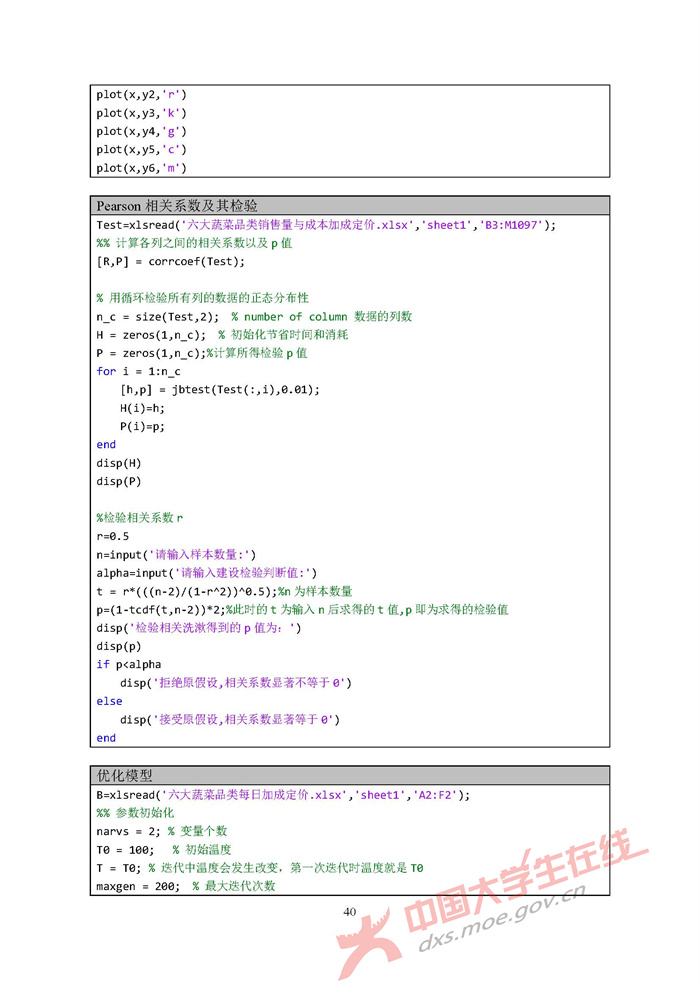 plot(x,y2,'r')
plot(x,y3,'k')
plot(x,y4,'g')
plot(x,y5,'c')
plot(x,y6,'m')
Pearson 相关系数及其检验
Test=xlsread('六大蔬菜品类销售量与成本加成定价.xlsx','sheet1','B3:M1097');
%% 计算各列之间的相关系数以及 p 值
[R,P] = corrcoef(Test);
% 用循环检验所有列的数据的正态分布性
n_c = size(Test,2); % number of column 数据的列数
H = zeros(1,n_c); % 初始化节省时间和消耗
P = zeros(1,n_c);%计算所得检验 p 值
for i = 1:n_c
[h,p] = jbtest(Test(:,i),0.01);
H(i)=h;
P(i)=p;
end
disp(H)
disp(P)
%检验相关系数 r
r=0.5
n=input('请输入样本数量:')
alpha=input('请输入建设检验判断值:')
t = r*(((n-2)/(1-r^2))^0.5);%n 为样本数量
p=(1-tcdf(t,n-2))*2;%此时的 t 为输入 n 后求得的 t 值,p 即为求得的检验值
disp('检验相关洗漱得到的 p 值为: ')
disp(p)
if p<alpha
disp('拒绝原假设,相关系数显著不等于 0')
else
disp('接受原假设,相关系数显著等于 0')
end
优化模型
B=xlsread('六大蔬菜品类每日加成定价.xlsx','sheet1','A2:F2');
%% 参数初始化
narvs = 2; % 变量个数
T0 = 100; % 初始温度
T = T0; % 迭代中温度会发生改变，第一次迭代时温度就是 T0
maxgen = 200; % 最大迭代次数
40
中国大学生在线
dxs.moe.gov.cn